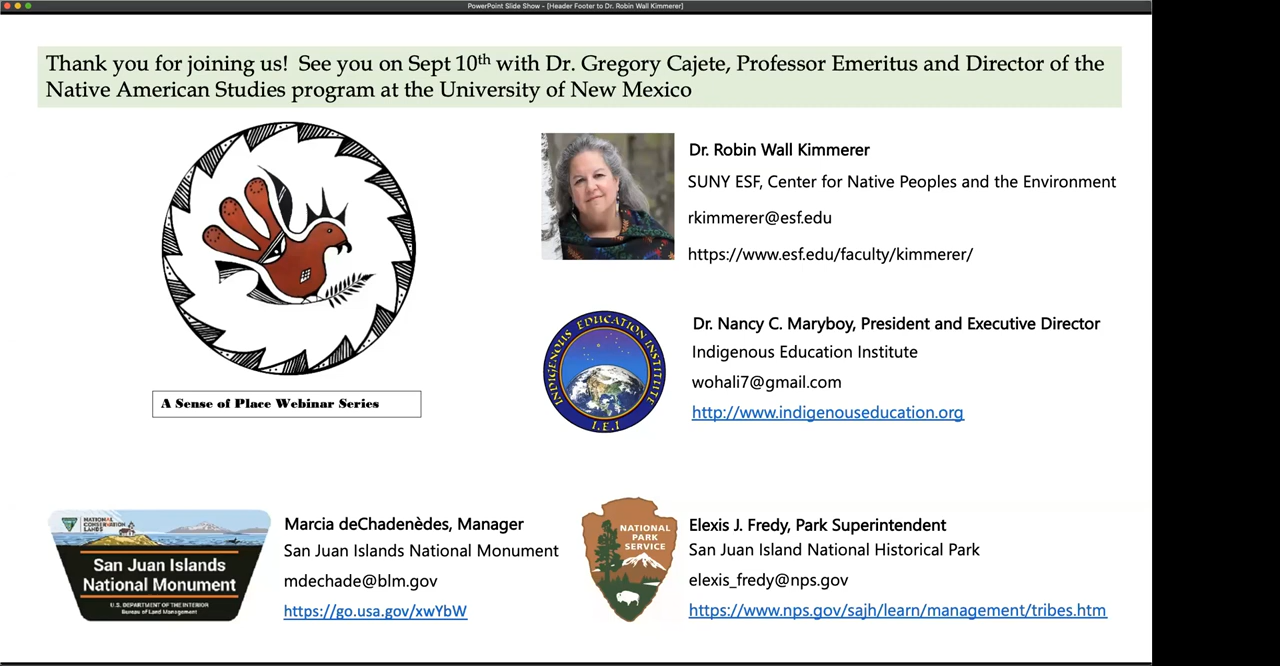 PowerPoint Slide Show - [Header Footer to Dr. Robin Wall Kimmerer]
Thank you for joining us! See you on Sept 10th with Dr. Gregory Cajete, Professor Emeritus and Director of the
Native American Studies program at the University of New Mexico
Dr. Robin Wall Kimmerer
SUNY ESF, Center for Native Peoples and the Environment
rkimmerer@esf.edu
https://www.esf.edu/faculty/kimmerer/
A Sense of Place Webinar Series
INDIGENOUS EDUCATION INSTITUTE
I.E.I
Dr. Nancy C. Maryboy, President and Executive Director
Indigenous Education Institute
wohali7@gmail.com
http://www.indigenouseducation.org
NATIONAL
CONSERVATION
LANDS
San Juan Islands
National Monument
U.S. DEPARTMENT OF THE INTERIOR
Bureau of Land Management
Marcia deChadenèdes, Manager
San Juan Islands National Monument
mdechade@blm.gov
https://go.usa.gov/xwYbW
NATIONAL
PARK
SERVICE
Elexis J. Fredy, Park Superintendent
San Juan Island National Historical Park
elexis_fredy@nps.gov
https://www.nps.gov/sajh/learn/management/tribes.htm